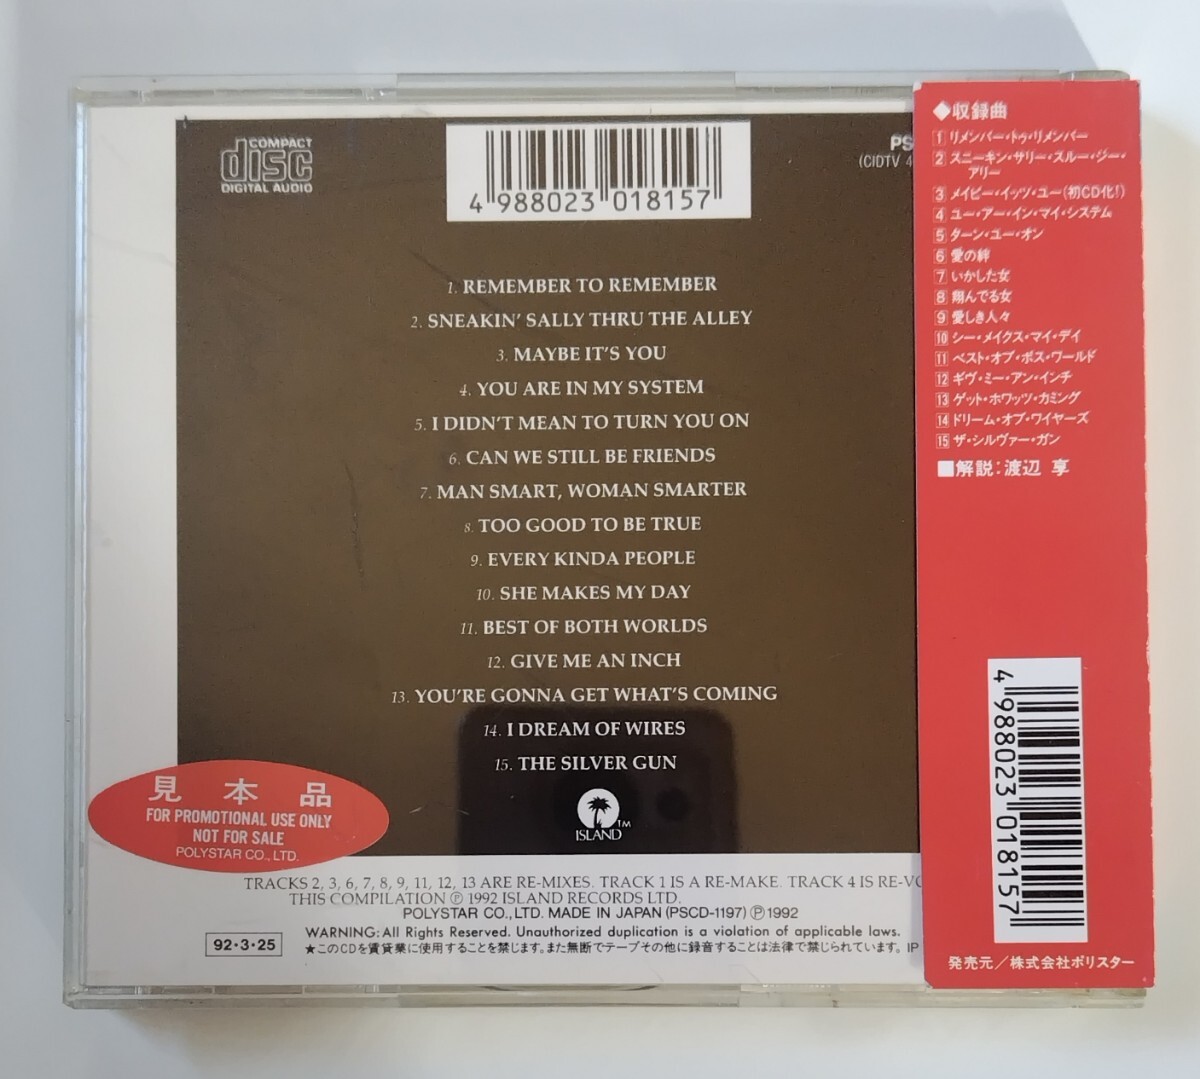 COMPACT
disc
DIGITAL AUDIO
4 988023 018157
PS
(CIDTV 4
1. REMEMBER TO REMEMBER
2. SNEAKIN' SALLY THRU THE ALLEY
3. MAYBE IT'S YOU
4. YOU ARE IN MY SYSTEM
5. I DIDN'T MEAN TO TURN YOU ON
6. CAN WE STILL BE FRIENDS
7. MAN SMART, WOMAN SMARTER
8. TOO GOOD TO BE TRUE
9. EVERY KINDA PEOPLE
10. SHE MAKES MY DAY
11. BEST OF BOTH WORLDS
12. GIVE ME AN INCH
13. YOU'RE GONNA GET WHAT'S COMING
14. I DREAM OF WIRES
15. THE SILVER GUN
ISLAND™
見本品
FOR PROMOTIONAL USE ONLY
NOT FOR SALE
POLYSTAR CO., LTD.
TRACKS 2, 3, 6, 7, 8, 9, 11, 12, 13 ARE RE-MIXES. TRACK 1 IS A RE-MAKE. TRACK 4 IS RE-VO
THIS COMPILATION ℗ 1992 ISLAND RECORDS LTD.
POLYSTAR CO.,LTD. MADE IN JAPAN (PSCD-1197) ℗ 1992
WARNING: All Rights Reserved. Unauthorized duplication is a violation of applicable laws.
92・3・25
★このCDを賃貸業に使用することを禁じます。また無断でテープその他に録音することは法律で禁じられています。 IP
◆収録曲
1 リメンバー・トゥ・リメンバー
2 スニーキン・サリー・スルー・ジー・
アリー
3 メイビー・イッツ・ユー(初CD化!)
4 ユー・アー・イン・マイ・システム
5 ターン・ユー・オン
6 愛の絆
7 いかした女
8 翔んでる女
9 愛しき人々
10 シー・メイクス・マイ・デイ
11 ベスト・オブ・ボス・ワールド
12 ギヴ・ミー・アン・インチ
13 ゲット・ホワッツ・カミング
14 ドリーム・オブ・ワイヤーズ
15 ザ・シルヴァー・ガン
■解説:渡辺 享
4 988023 018157
発売元/株式会社ポリスター